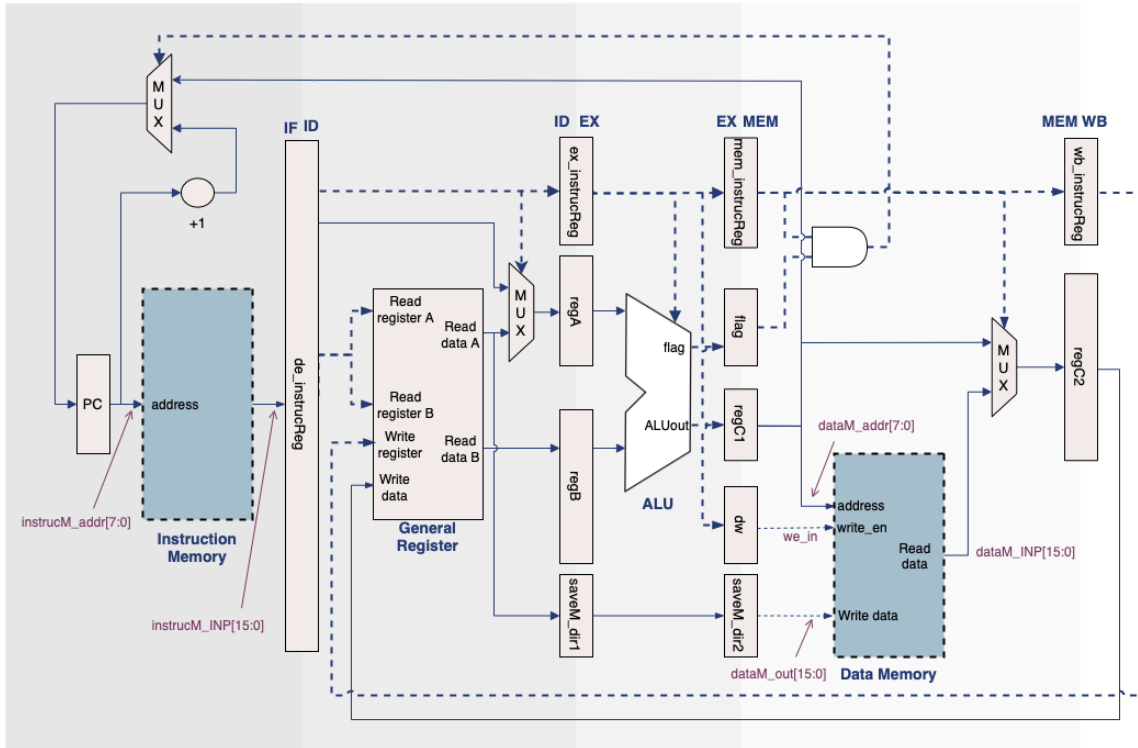 M
U
X
IF ID
ID EX
EX MEM
MEM WB
ex_instrucReg
mem_instrucReg
wb_instrucReg
+1
M
U
X
Read
register A
Read
data A
regA
flag
flag
M
U
X
regC2
de_instrucReg
PC
address
Read
register B
Write
register
Read
data B
Write
data
regB
ALUout
regC1
dataM_addr[7:0]
ALU
address
instrucM_addr[7:0]
Instruction
Memory
General
Register
dw
we_in
write_en
Read
data
dataM_INP[15:0]
instrucM_INP[15:0]
saveM_dir1
saveM_dir2
Write data
dataM_out[15:0]
Data Memory